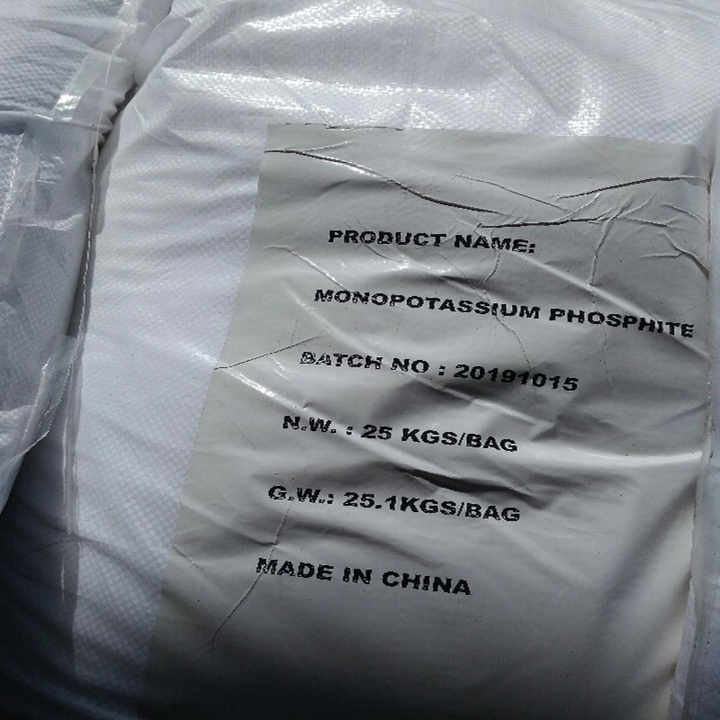 PRODUCT NAME:
MONOPOTASSIUM PHOSPHITE
BATCH NO : 20191015
N.W. : 25 KGS/BAG
G.W.: 25.1KGS/BAG
MADE IN CHINA